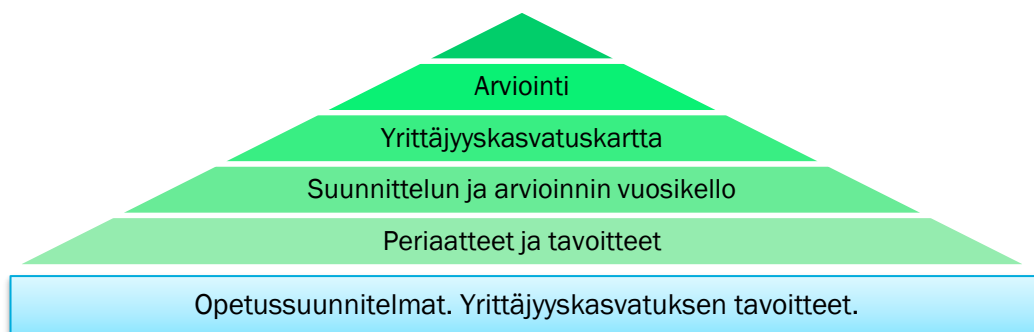 Arviointi
Yrittäjyyskasvatuskartta
Suunnittelun ja arvioinnin vuosikello
Periaatteet ja tavoitteet
Opetussuunnitelmat. Yrittäjyyskasvatuksen tavoitteet.